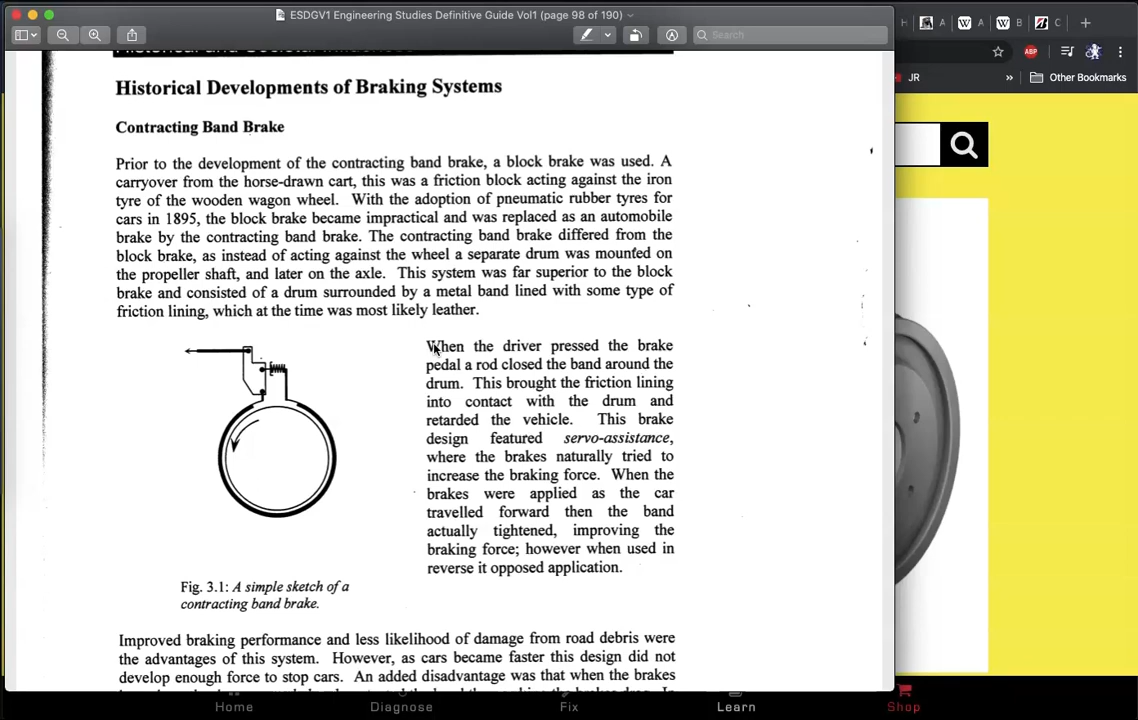 ESDGV1 Engineering Studies Definitive Guide Vol1 (page 98 of 190)
Search
JR
Other Bookmarks
Historical Developments of Braking Systems
Contracting Band Brake
Prior to the development of the contracting band brake, a block brake was used. A
carryover from the horse-drawn cart, this was a friction block acting against the iron
tyre of the wooden wagon wheel. With the adoption of pneumatic rubber tyres for
cars in 1895, the block brake became impractical and was replaced as an automobile
brake by the contracting band brake. The contracting band brake differed from the
block brake, as instead of acting against the wheel a separate drum was mounted on
the propeller shaft, and later on the axle. This system was far superior to the block
brake and consisted of a drum surrounded by a metal band lined with some type of
friction lining, which at the time was most likely leather.
When the driver pressed the brake
pedal a rod closed the band around the
drum. This brought the friction lining
into contact with the drum and
retarded the vehicle. This brake
design featured servo-assistance,
where the brakes naturally tried to
increase the braking force. When the
brakes were applied as the car
travelled forward then the band
actually tightened, improving the
braking force; however when used in
reverse it opposed application.
Fig. 3.1: A simple sketch of a
contracting band brake.
Improved braking performance and less likelihood of damage from road debris were
the advantages of this system. However, as cars became faster this design did not
develop enough force to stop cars. An added disadvantage was that when the brakes
Home
Diagnose
Fix
Learn
Shop